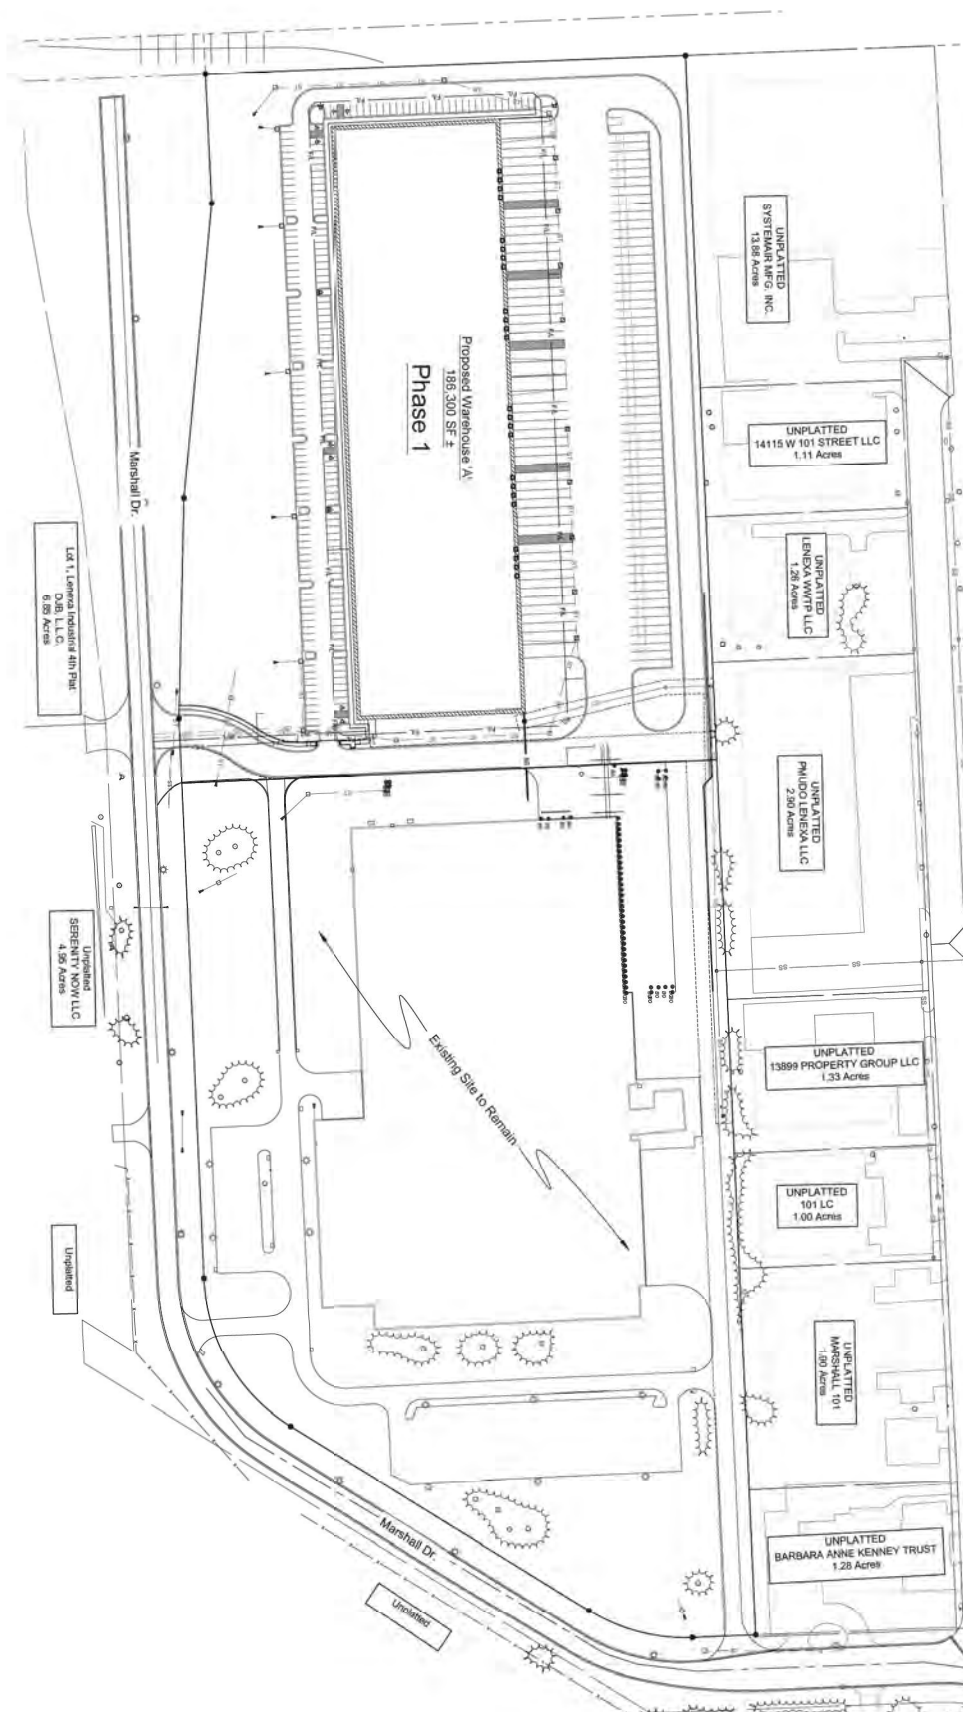 UNPLATTED
SYSTEMAIR MFG. INC.
13.88 Acres
Proposed Warehouse 'A'
186,300 SF ±
Phase 1
UNPLATTED
14115 W 101 STREET LLC
1.11 Acres
Marshall Dr.
Lot 1, Lenexa Industrial 4th Plat
DJB, L.L.C.
6.85 Acres
UNPLATTED
LENEXA WWTP LLC
1.26 Acres
UNPLATTED
PMUDO LENEXA LLC
2.90 Acres
Unplatted
SERENITY NOW LLC
4.95 Acres
Existing Site to Remain
UNPLATTED
13899 PROPERTY GROUP LLC
1.33 Acres
UNPLATTED
101 LC
1.00 Acres
Unplatted
UNPLATTED
MARSHALL 101
1.90 Acres
Marshall Dr.
UNPLATTED
BARBARA ANNE KENNEY TRUST
1.28 Acres
Unplatted